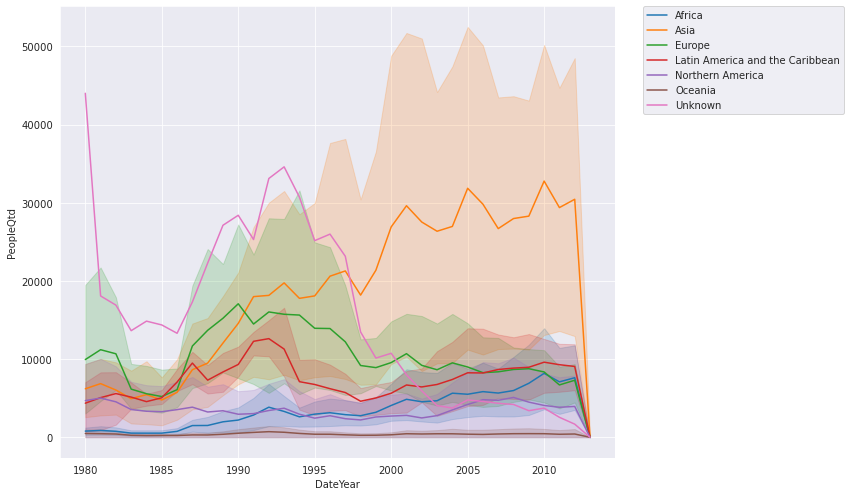 Africa
Asia
Europe
Latin America and the Caribbean
Northern America
Oceania
Unknown
50000
40000
30000
20000
10000
0
PeopleQtd
1980 1985 1990 1995 2000 2005 2010
DateYear